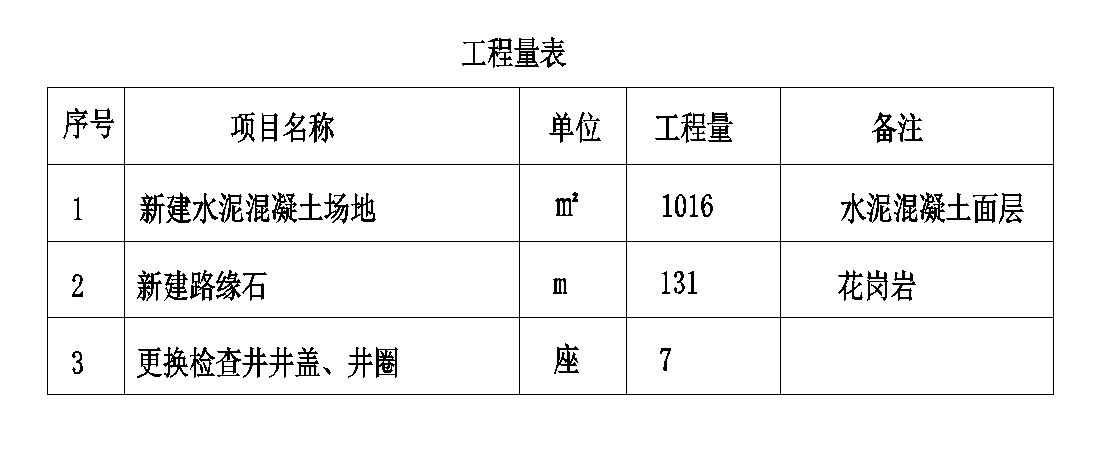 工程量表
序号 项目名称 单位 工程量 备注
1 新建水泥混凝土场地 m² 1016 水泥混凝土面层
2 新建路缘石 m 131 花岗岩
3 更换检查井井盖、井圈 座 7